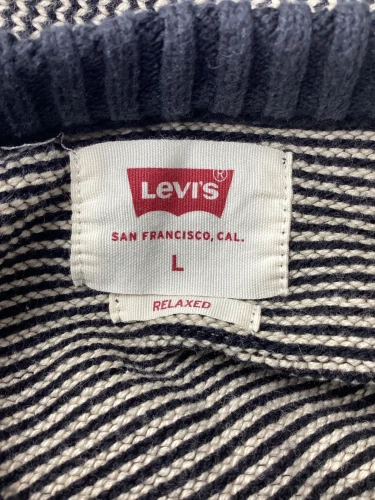 LEVI'S®
SAN FRANCISCO, CAL.
L
RELAXED